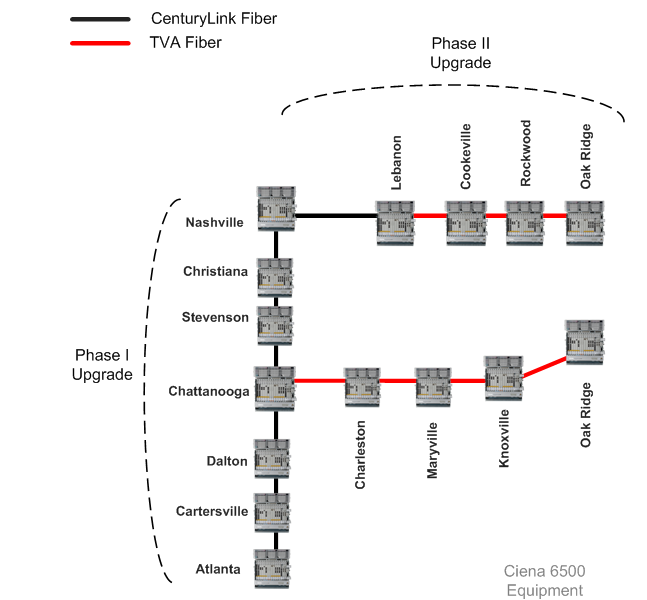 CenturyLink Fiber
TVA Fiber
Phase II
Upgrade
Lebanon
Cookeville
Rockwood
Oak Ridge
Nashville
Christiana
Stevenson
Phase I
Upgrade
Chattanooga
Charleston
Maryville
Knoxville
Oak Ridge
Dalton
Cartersville
Atlanta
Ciena 6500
Equipment